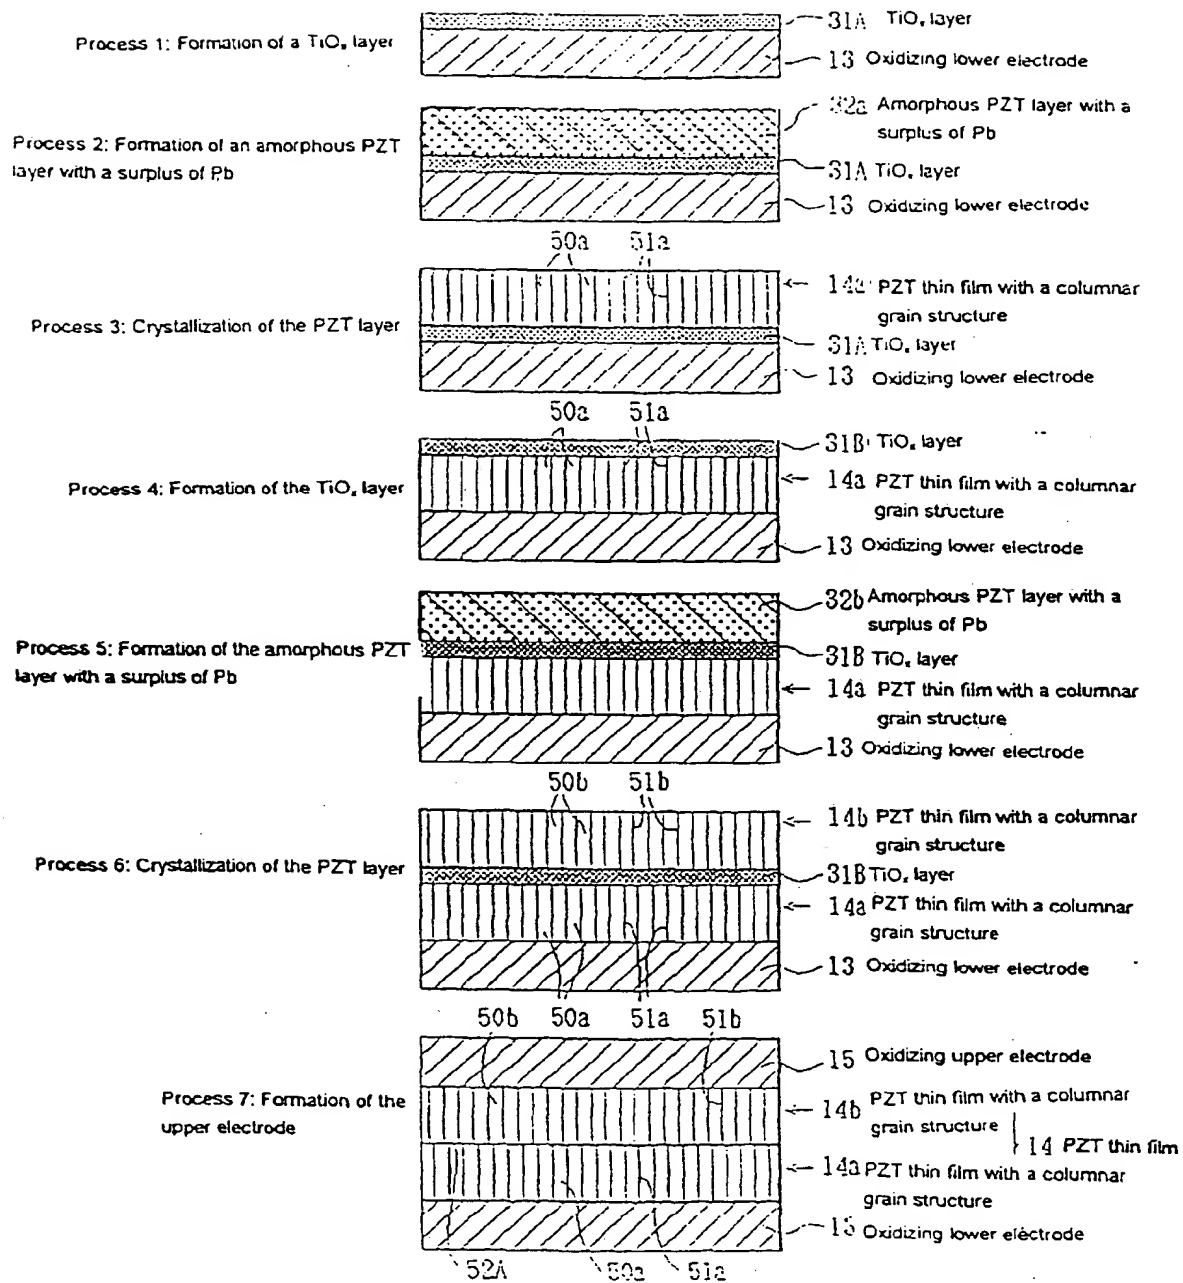 31A TiOₓ layer
Process 1: Formation of a TiOₓ layer
13 Oxidizing lower electrode
32a Amorphous PZT layer with a
surplus of Pb
Process 2: Formation of an amorphous PZT
layer with a surplus of Pb
31A TiOₓ layer
13 Oxidizing lower electrode
50a 51a
14a PZT thin film with a columnar
grain structure
Process 3: Crystallization of the PZT layer
31A TiOₓ layer
13 Oxidizing lower electrode
50a 51a
31B TiOₓ layer
Process 4: Formation of the TiOₓ layer
14a PZT thin film with a columnar
grain structure
13 Oxidizing lower electrode
32b Amorphous PZT layer with a
surplus of Pb
Process 5: Formation of the amorphous PZT
layer with a surplus of Pb
31B TiOₓ layer
14a PZT thin film with a columnar
grain structure
13 Oxidizing lower electrode
50b 51b
14b PZT thin film with a columnar
grain structure
Process 6: Crystallization of the PZT layer
31B TiOₓ layer
14a PZT thin film with a columnar
grain structure
13 Oxidizing lower electrode
50b 50a 51a 51b
15 Oxidizing upper electrode
Process 7: Formation of the
upper electrode
14b PZT thin film with a columnar
grain structure
14 PZT thin film
14a PZT thin film with a columnar
grain structure
15 Oxidizing lower electrode
52A 50a 51a